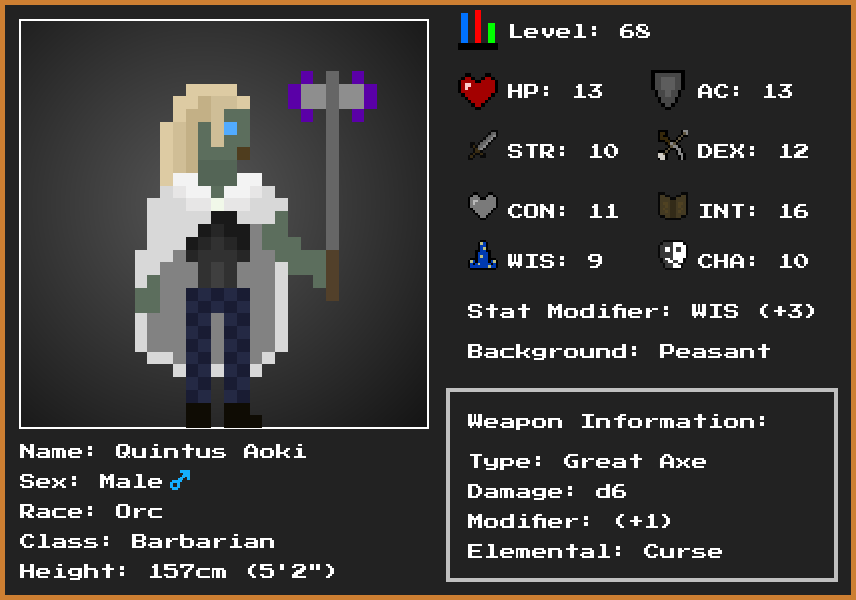 Level: 68
HP: 13
AC: 13
STR: 10
DEX: 12
CON: 11
INT: 16
WIS: 9
CHA: 10
Stat Modifier: WIS (+3)
Background: Peasant
Weapon Information:
Type: Great Axe
Damage: d6
Modifier: (+1)
Elemental: Curse
Name: Quintus Aoki
Sex: Male♂
Race: Orc
Class: Barbarian
Height: 157cm (5'2")